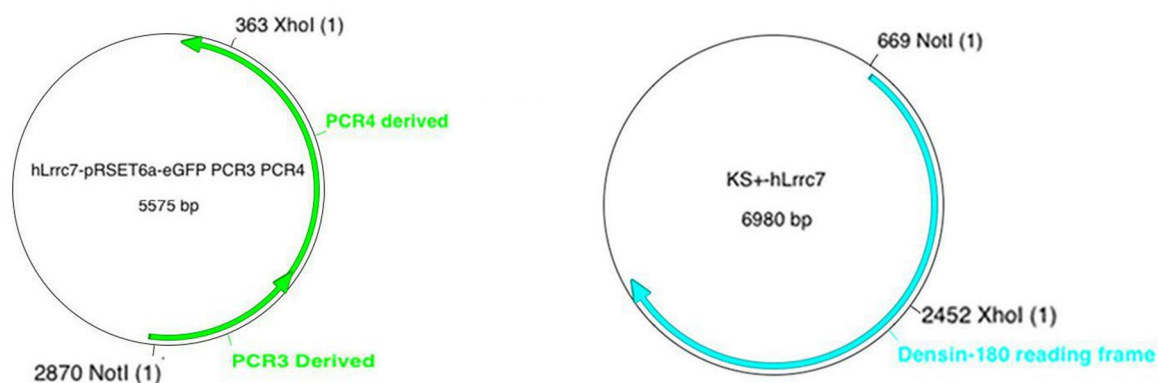 363 XhoI (1)
PCR4 derived
hLrrc7-pRSET6a-eGFP PCR3 PCR4
5575 bp
PCR3 Derived
2870 NotI (1)
669 NotI (1)
KS+-hLrrc7
6980 bp
2452 XhoI (1)
Densin-180 reading frame